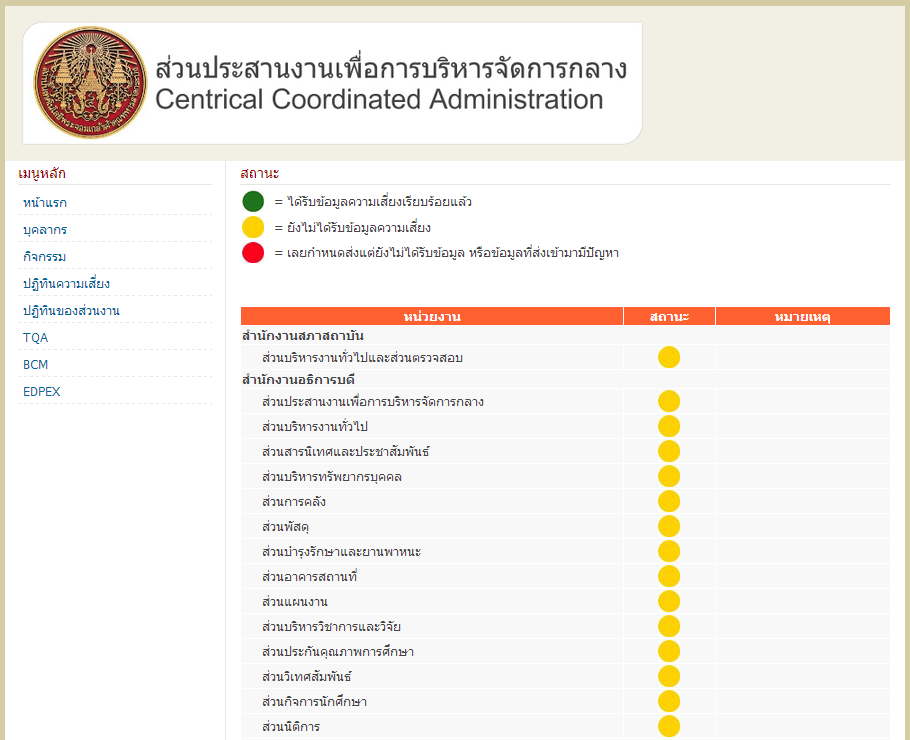 ส่วนประสานงานเพื่อการบริหารจัดการกลาง
Centrical Coordinated Administration
เมนูหลัก
หน้าแรก
บุคลากร
กิจกรรม
ปฏิทินความเสี่ยง
ปฏิทินของส่วนงาน
TQA
BCM
EDPEX
สถานะ
= ได้รับข้อมูลความเสี่ยงเรียบร้อยแล้ว
= ยังไม่ได้รับข้อมูลความเสี่ยง
= เลยกำหนดส่งแต่ยังไม่ได้รับข้อมูล หรือข้อมูลที่ส่งเข้ามามีปัญหา
หน่วยงาน สถานะ หมายเหตุ
สำนักงานสภาสถาบัน
ส่วนบริหารงานทั่วไปและส่วนตรวจสอบ
สำนักงานอธิการบดี
ส่วนประสานงานเพื่อการบริหารจัดการกลาง
ส่วนบริหารงานทั่วไป
ส่วนสารนิเทศและประชาสัมพันธ์
ส่วนบริหารทรัพยากรบุคคล
ส่วนการคลัง
ส่วนพัสดุ
ส่วนบำรุงรักษาและยานพาหนะ
ส่วนอาคารสถานที่
ส่วนแผนงาน
ส่วนบริหารวิชาการและวิจัย
ส่วนประกันคุณภาพการศึกษา
ส่วนวิเทศสัมพันธ์
ส่วนกิจการนักศึกษา
ส่วนนิติการ